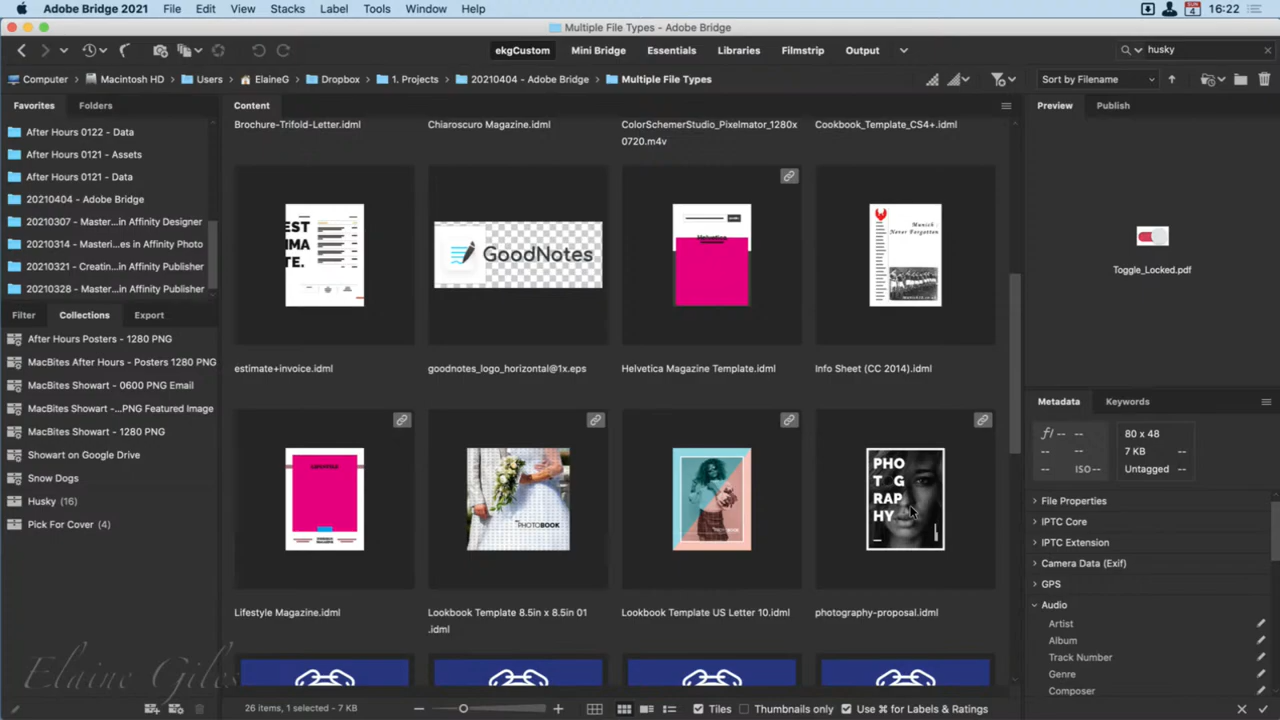 Adobe Bridge 2021 File Edit View Stacks Label Tools Window Help 4 16:22
Multiple File Types - Adobe Bridge
ekgCustom Mini Bridge Essentials Libraries Filmstrip Output husky
Computer Macintosh HD Users ElaineG Dropbox 1. Projects 20210404 - Adobe Bridge Multiple File Types Sort by Filename
Favorites Folders
After Hours 0122 - Data
After Hours 0121 - Assets
After Hours 0121 - Data
20210404 - Adobe Bridge
20210307 - Master...in Affinity Designer
20210314 - Masteri...es in Affinity Photo
20210321 - Creatin...in Affinity Publisher
20210328 - Master...in Affinity Publisher
Filter Collections Export
After Hours Posters - 1280 PNG
MacBites After Hours - Posters 1280 PNG
MacBites Showart - 0600 PNG Email
MacBites Showart -...PNG Featured Image
MacBites Showart - 1280 PNG
Showart on Google Drive
Snow Dogs
Husky (16)
Pick For Cover (4)
Elaine Giles
Content
Brochure-Trifold-Letter.idml
Chiaroscuro Magazine.idml
ColorSchemerStudio_Pixelmator_1280x
0720.m4v
Cookbook_Template_CS4+.idml
EST
IMA
TE.
GoodNotes
Helvetica
Munich :
Never Forgotten
estimate+invoice.idml
goodnotes_logo_horizontal@1x.eps
Helvetica Magazine Template.idml
Info Sheet (CC 2014).idml
PHOTOBOOK
PHO
T G
RAP
HY
Lifestyle Magazine.idml
Lookbook Template 8.5in x 8.5in 01
.idml
Lookbook Template US Letter 10.idml
photography-proposal.idml
26 items, 1 selected - 7 KB
Tiles Thumbnails only Use ⌘ for Labels & Ratings
Preview Publish
Toggle_Locked.pdf
Metadata Keywords
f/ -- --
-- ISO--
80 x 48
7 KB --
Untagged --
File Properties
IPTC Core
IPTC Extension
Camera Data (Exif)
GPS
Audio
Artist
Album
Track Number
Genre
Composer